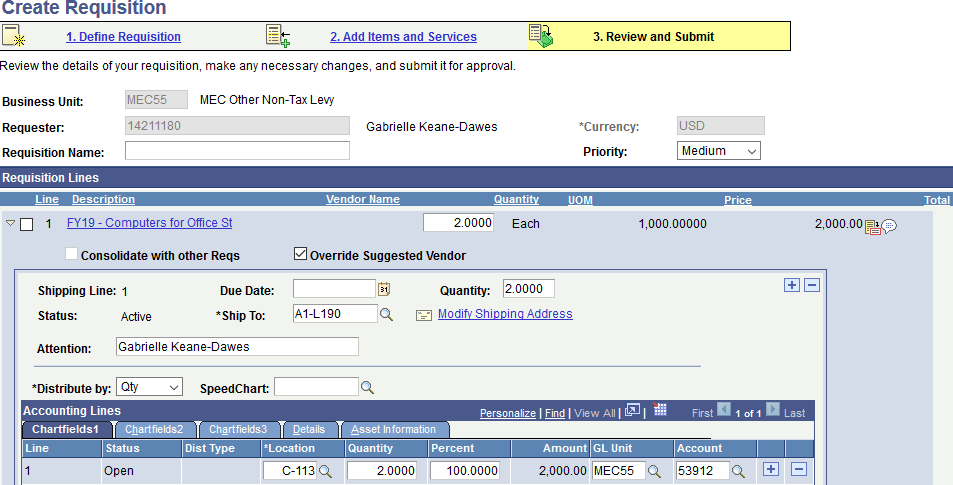 Create Requisition
1. Define Requisition 2. Add Items and Services 3. Review and Submit
Review the details of your requisition, make any necessary changes, and submit it for approval.
Business Unit: MEC55 MEC Other Non-Tax Levy
Requester: 14211180 Gabrielle Keane-Dawes *Currency: USD
Requisition Name: Priority: Medium
Requisition Lines
Line Description Vendor Name Quantity UOM Price Total
1 FY19 - Computers for Office St 2.0000 Each 1,000.00000 2,000.00
Consolidate with other Reqs Override Suggested Vendor
Shipping Line: 1 Due Date: 31 Quantity: 2.0000
Status: Active *Ship To: A1-L190 Modify Shipping Address
Attention: Gabrielle Keane-Dawes
*Distribute by: Qty SpeedChart:
Accounting Lines Personalize | Find | View All | | First 1 of 1 Last
Chartfields1 Chartfields2 Chartfields3 Details Asset Information
Line Status Dist Type *Location Quantity Percent Amount GL Unit Account
1 Open C-113 2.0000 100.0000 2,000.00 MEC55 53912